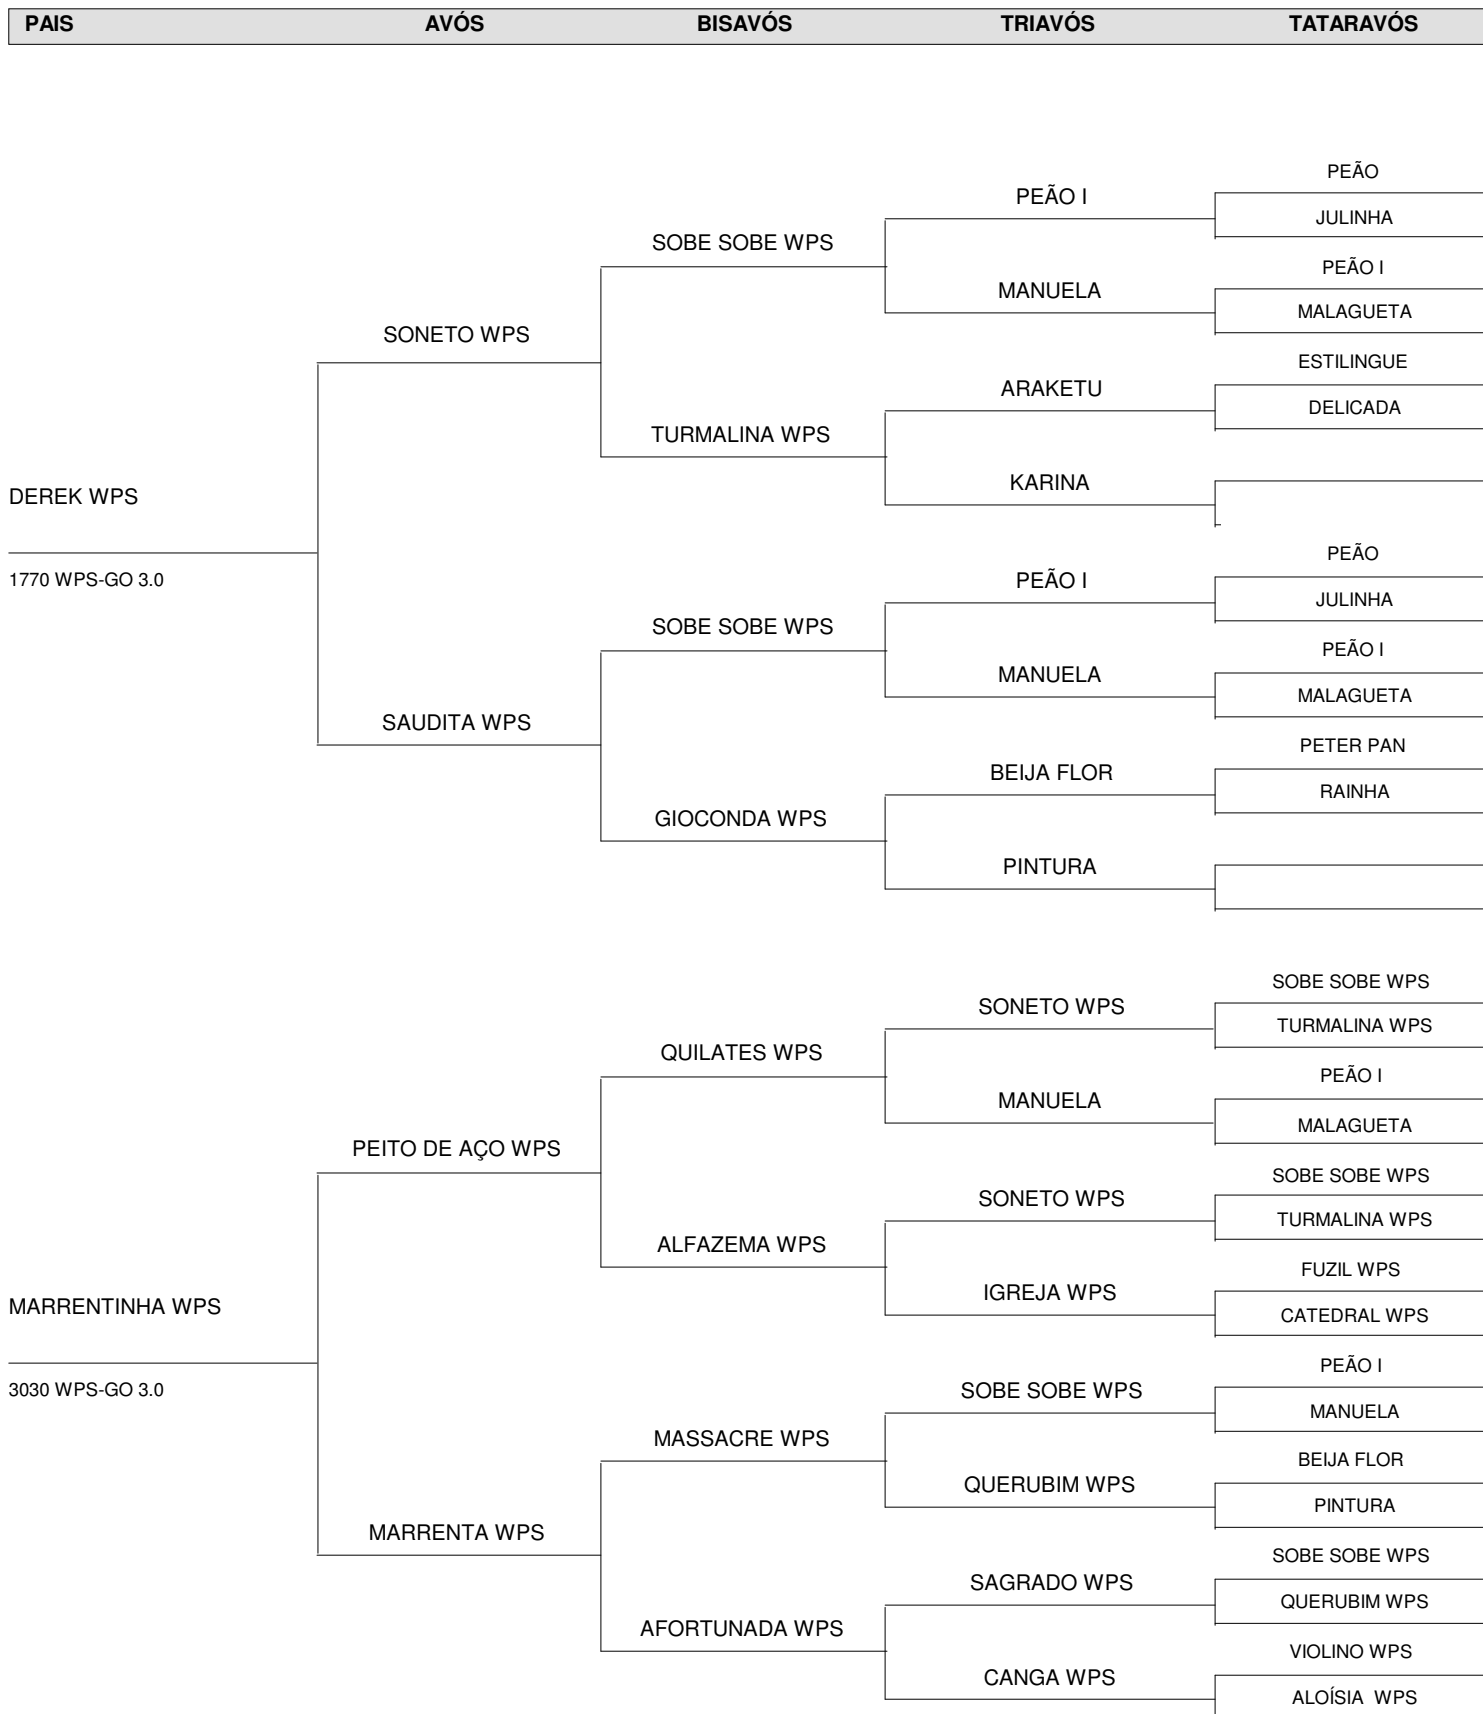 PAIS AVÓS BISAVÓS TRIAVÓS TATARAVÓS
PEÃO
PEÃO I
JULINHA
SOBE SOBE WPS
PEÃO I
MANUELA
MALAGUETA
SONETO WPS
ESTILINGUE
ARAKETU
DELICADA
TURMALINA WPS
KARINA
DEREK WPS
PEÃO
1770 WPS-GO 3.0
PEÃO I
JULINHA
SOBE SOBE WPS
PEÃO I
MANUELA
MALAGUETA
SAUDITA WPS
PETER PAN
BEIJA FLOR
RAINHA
GIOCONDA WPS
PINTURA
SOBE SOBE WPS
SONETO WPS
TURMALINA WPS
QUILATES WPS
PEÃO I
MANUELA
MALAGUETA
PEITO DE AÇO WPS
SOBE SOBE WPS
SONETO WPS
TURMALINA WPS
ALFAZEMA WPS
FUZIL WPS
IGREJA WPS
MARRENTINHA WPS
CATEDRAL WPS
PEÃO I
3030 WPS-GO 3.0
SOBE SOBE WPS
MANUELA
MASSACRE WPS
BEIJA FLOR
QUERUBIM WPS
PINTURA
MARRENTA WPS
SOBE SOBE WPS
SAGRADO WPS
QUERUBIM WPS
AFORTUNADA WPS
VIOLINO WPS
CANGA WPS
ALOÍSIA WPS